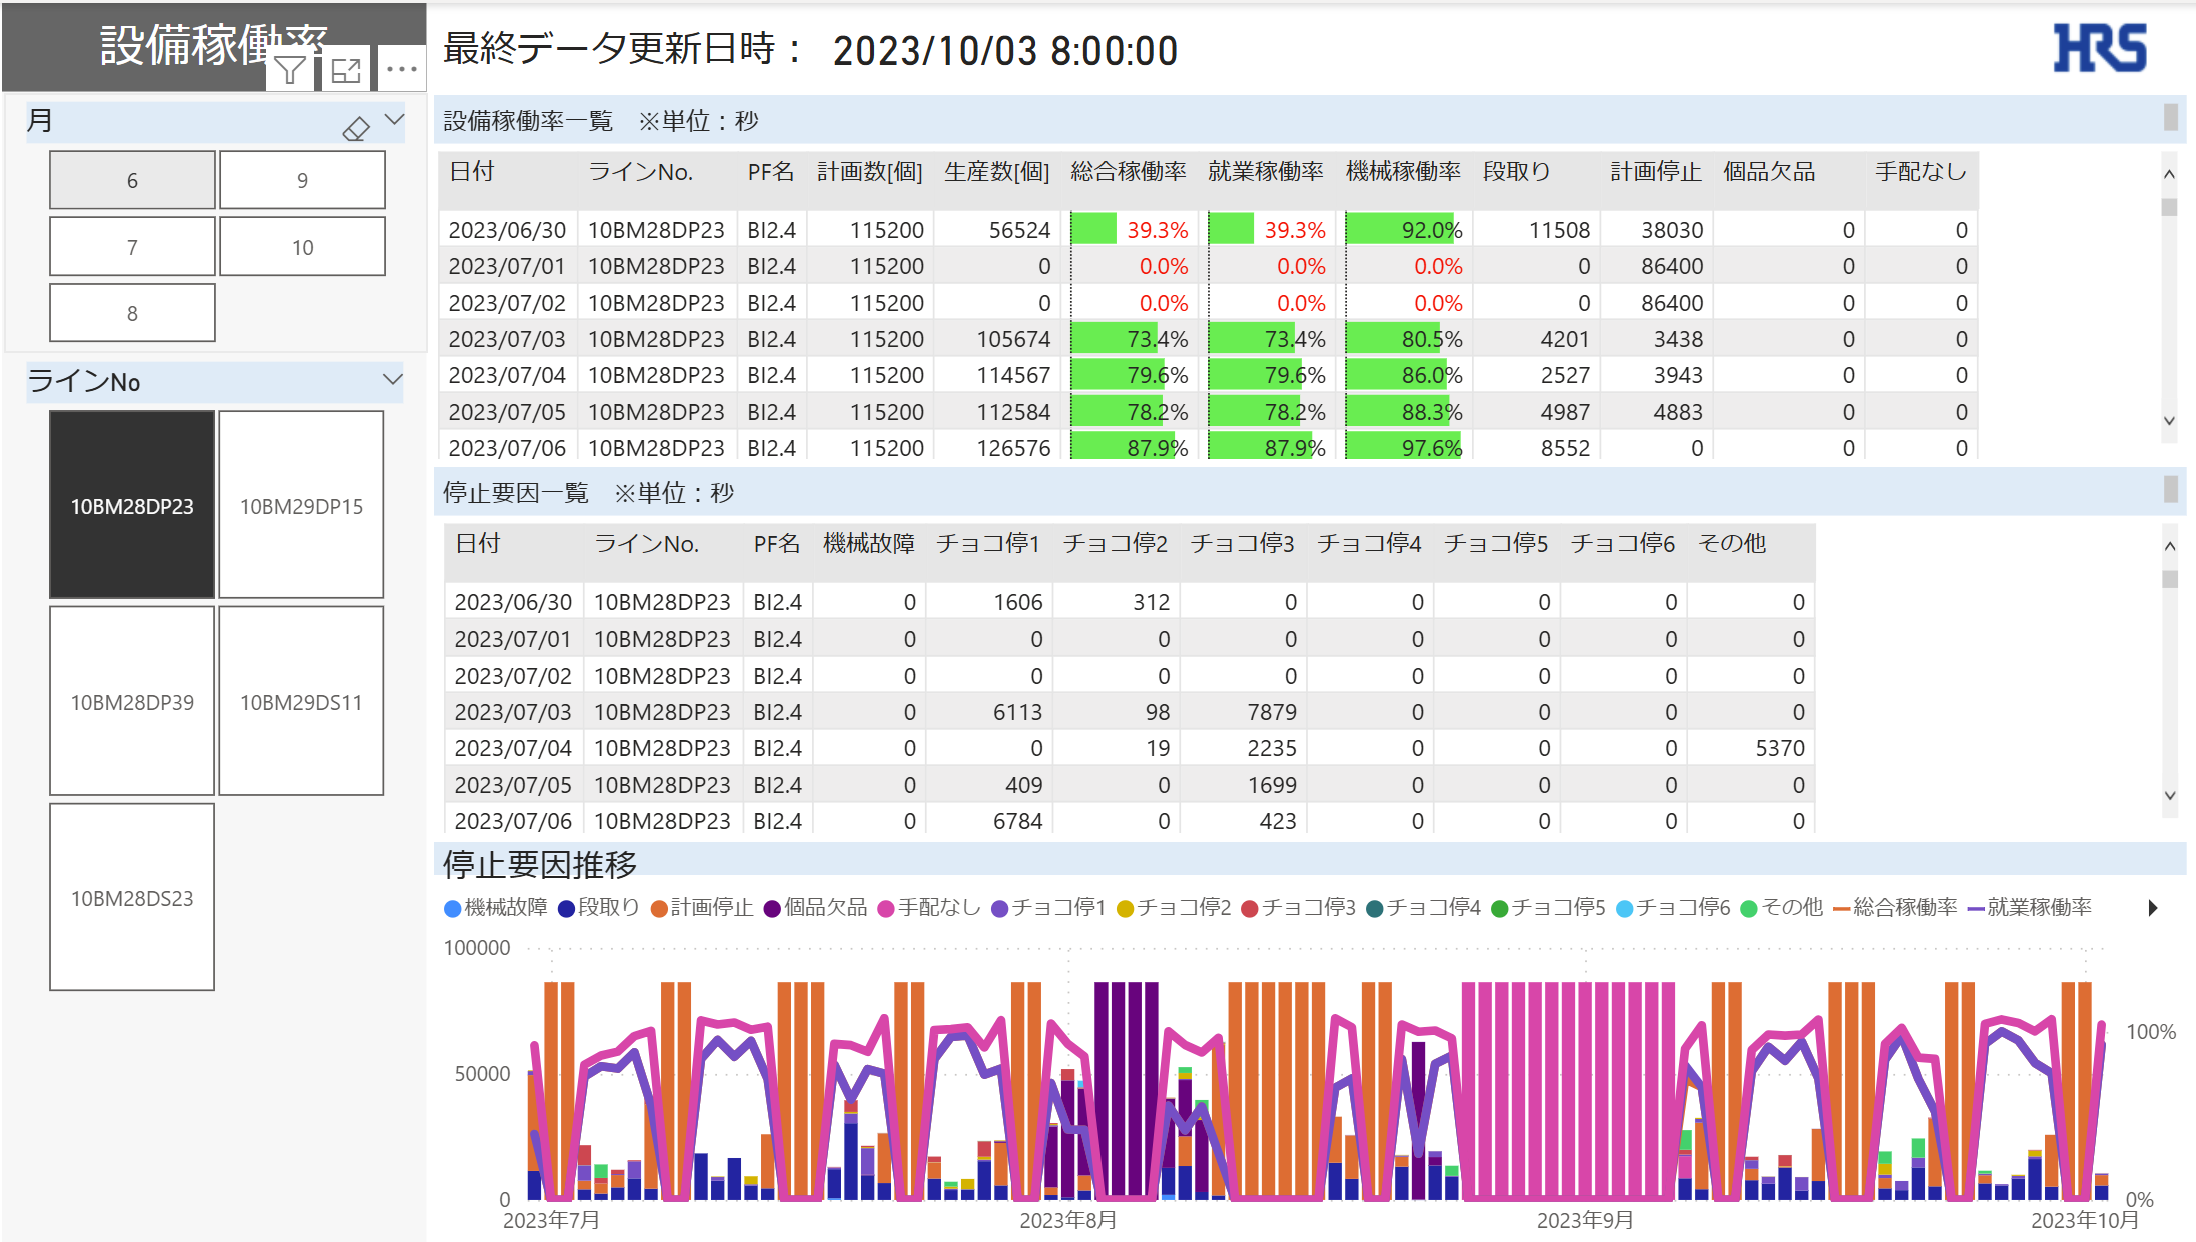 設備稼働率
最終データ更新日時： 2023/10/03 8:00:00
HRS
月
6 9
7 10
8
ラインNo
10BM28DP23 10BM29DP15
10BM28DP39 10BM29DS11
10BM28DS23
設備稼働率一覧　※単位：秒
日付 ラインNo. PF名 計画数[個] 生産数[個] 総合稼働率 就業稼働率 機械稼働率 段取り 計画停止 個品欠品 手配なし
2023/06/30 10BM28DP23 BI2.4 115200 56524 39.3% 39.3% 92.0% 11508 38030 0 0
2023/07/01 10BM28DP23 BI2.4 115200 0 0.0% 0.0% 0.0% 0 86400 0 0
2023/07/02 10BM28DP23 BI2.4 115200 0 0.0% 0.0% 0.0% 0 86400 0 0
2023/07/03 10BM28DP23 BI2.4 115200 105674 73.4% 73.4% 80.5% 4201 3438 0 0
2023/07/04 10BM28DP23 BI2.4 115200 114567 79.6% 79.6% 86.0% 2527 3943 0 0
2023/07/05 10BM28DP23 BI2.4 115200 112584 78.2% 78.2% 88.3% 4987 4883 0 0
2023/07/06 10BM28DP23 BI2.4 115200 126576 87.9% 87.9% 97.6% 8552 0 0 0
停止要因一覧　※単位：秒
日付 ラインNo. PF名 機械故障 チョコ停1 チョコ停2 チョコ停3 チョコ停4 チョコ停5 チョコ停6 その他
2023/06/30 10BM28DP23 BI2.4 0 1606 312 0 0 0 0 0
2023/07/01 10BM28DP23 BI2.4 0 0 0 0 0 0 0 0
2023/07/02 10BM28DP23 BI2.4 0 0 0 0 0 0 0 0
2023/07/03 10BM28DP23 BI2.4 0 6113 98 7879 0 0 0 0
2023/07/04 10BM28DP23 BI2.4 0 0 19 2235 0 0 0 5370
2023/07/05 10BM28DP23 BI2.4 0 409 0 1699 0 0 0 0
2023/07/06 10BM28DP23 BI2.4 0 6784 0 423 0 0 0 0
停止要因推移
機械故障 段取り 計画停止 個品欠品 手配なし チョコ停1 チョコ停2 チョコ停3 チョコ停4 チョコ停5 チョコ停6 その他 総合稼働率 就業稼働率
100000
100%
50000
0 0%
2023年7月 2023年8月 2023年9月 2023年10月